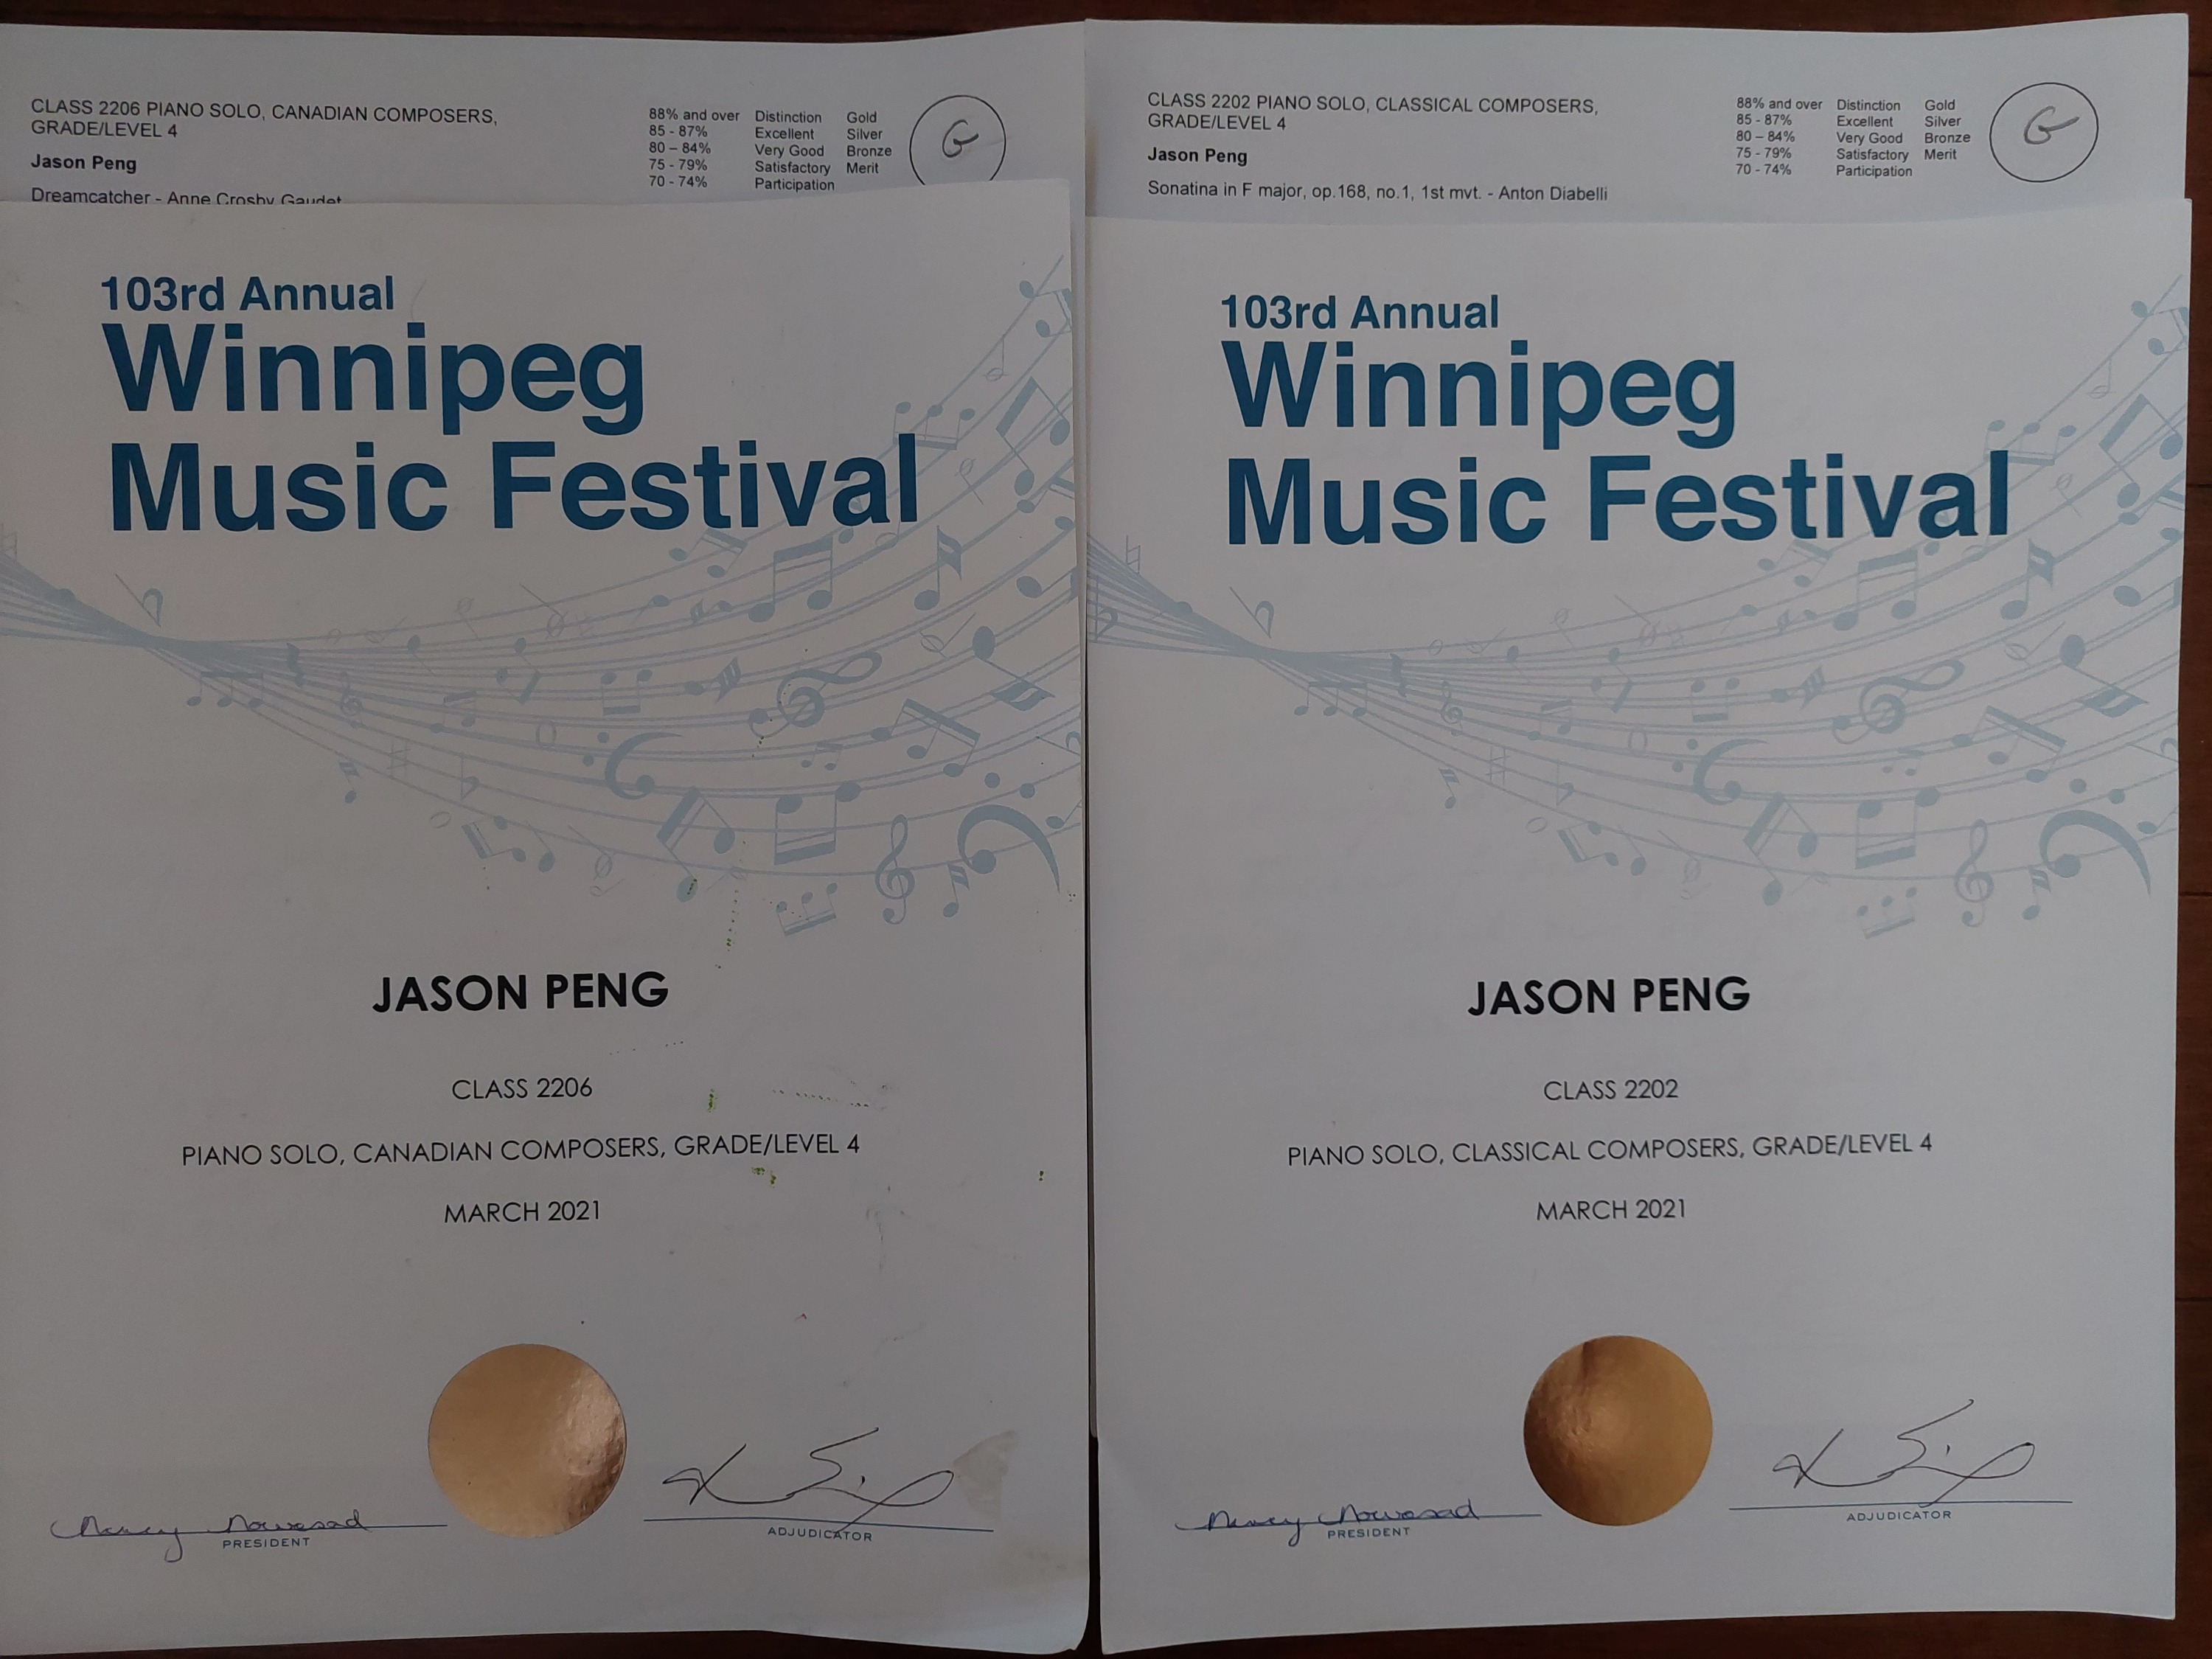 CLASS 2206 PIANO SOLO, CANADIAN COMPOSERS,
GRADE/LEVEL 4
Jason Peng
Dreamcatcher - Anne Crosby Gaudet
88% and over Distinction Gold
85 - 87% Excellent Silver
80 – 84% Very Good Bronze
75 - 79% Satisfactory Merit
70 - 74% Participation
G
103rd Annual
Winnipeg
Music Festival
JASON PENG
CLASS 2206
PIANO SOLO, CANADIAN COMPOSERS, GRADE/LEVEL 4
MARCH 2021
Nancy Nowosad
PRESIDENT
ADJUDICATOR
CLASS 2202 PIANO SOLO, CLASSICAL COMPOSERS,
GRADE/LEVEL 4
Jason Peng
Sonatina in F major, op.168, no.1, 1st mvt. - Anton Diabelli
88% and over Distinction Gold
85 - 87% Excellent Silver
80 – 84% Very Good Bronze
75 - 79% Satisfactory Merit
70 - 74% Participation
G
103rd Annual
Winnipeg
Music Festival
JASON PENG
CLASS 2202
PIANO SOLO, CLASSICAL COMPOSERS, GRADE/LEVEL 4
MARCH 2021
Nancy Nowosad
PRESIDENT
ADJUDICATOR